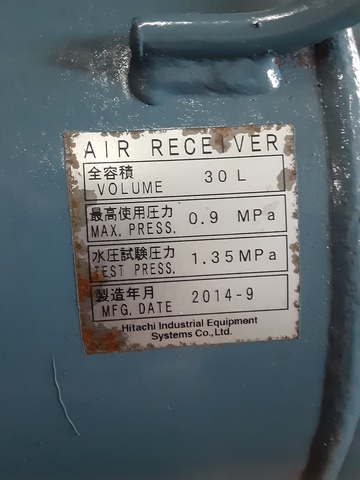 AIR RECEIVER
全容積 30 L
VOLUME
最高使用圧力 0.9 MPa
MAX. PRESS.
水圧試験圧力 1.35MPa
TEST PRESS.
製造年月 2014-9
MFG. DATE
Hitachi Industrial Equipment
Systems Co., Ltd.